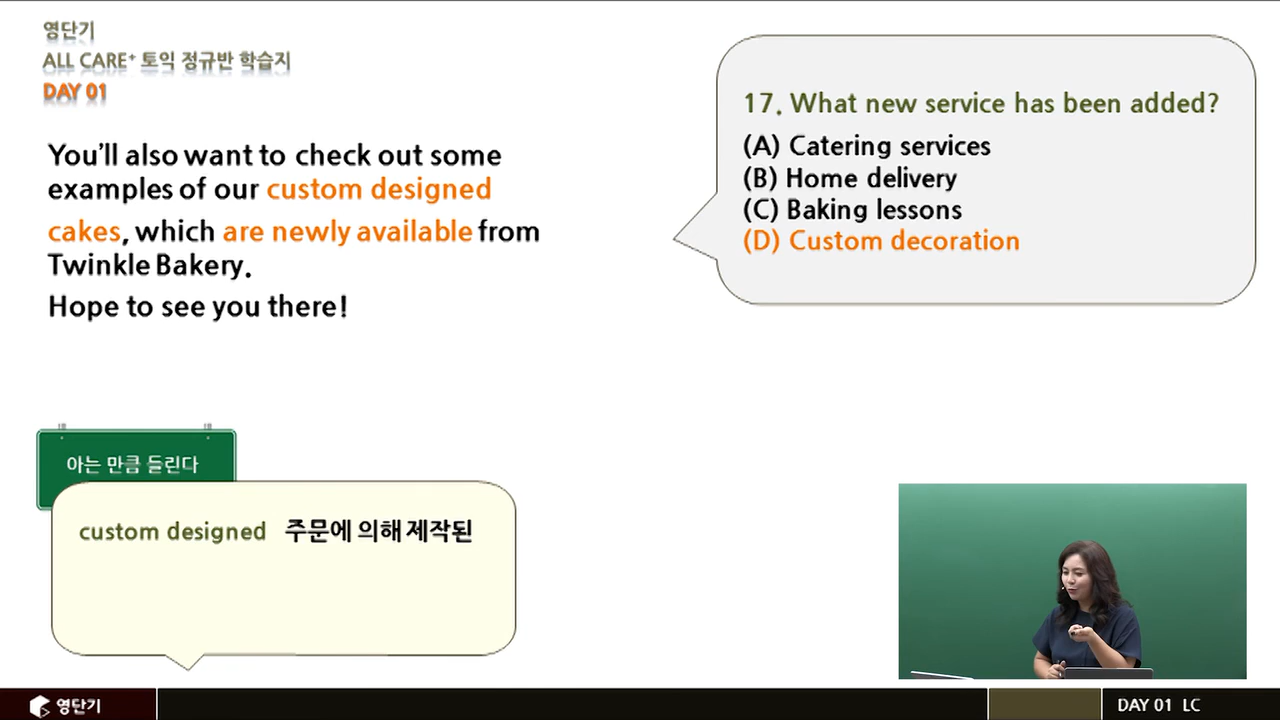 영단기
ALL CARE+ 토익 정규반 학습지
DAY 01
You'll also want to check out some
examples of our custom designed
cakes, which are newly available from
Twinkle Bakery.
Hope to see you there!
17. What new service has been added?
(A) Catering services
(B) Home delivery
(C) Baking lessons
(D) Custom decoration
아는 만큼 들린다
custom designed 주문에 의해 제작된
영단기
DAY 01 LC